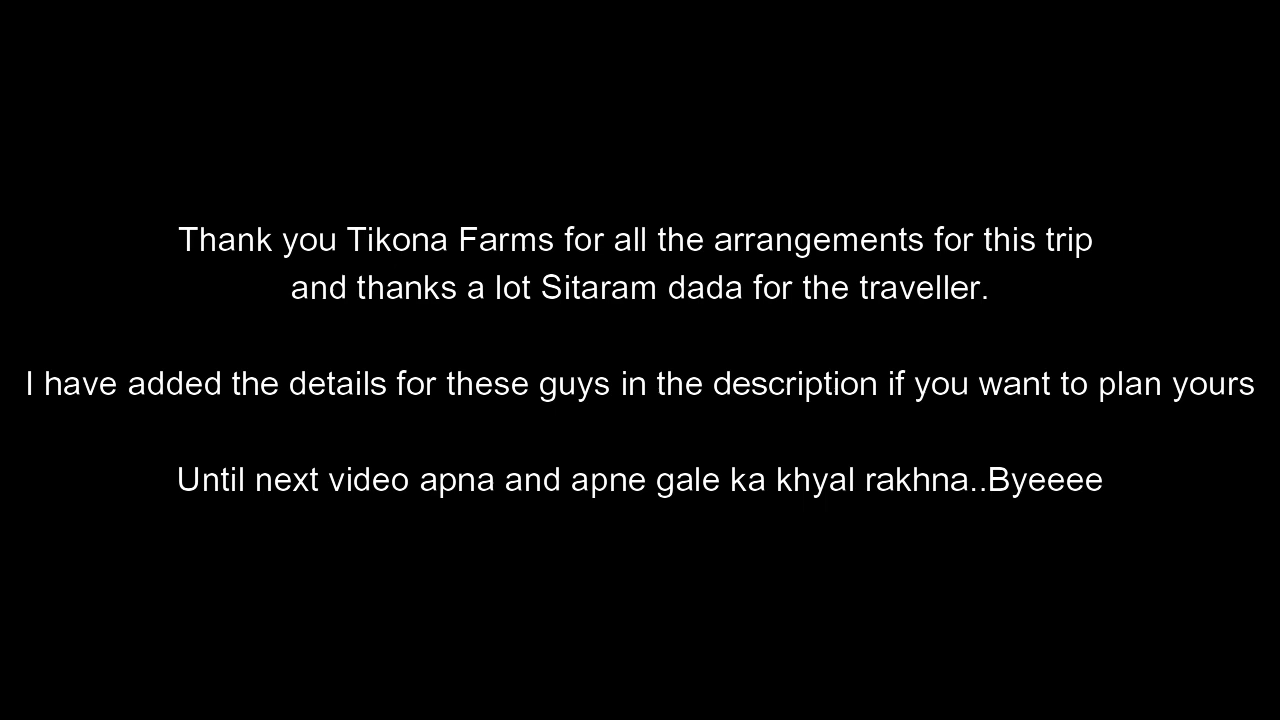 Thank you Tikona Farms for all the arrangements for this trip
and thanks a lot Sitaram dada for the traveller.
I have added the details for these guys in the description if you want to plan yours
Until next video apna and apne gale ka khyal rakhna..Byeeee